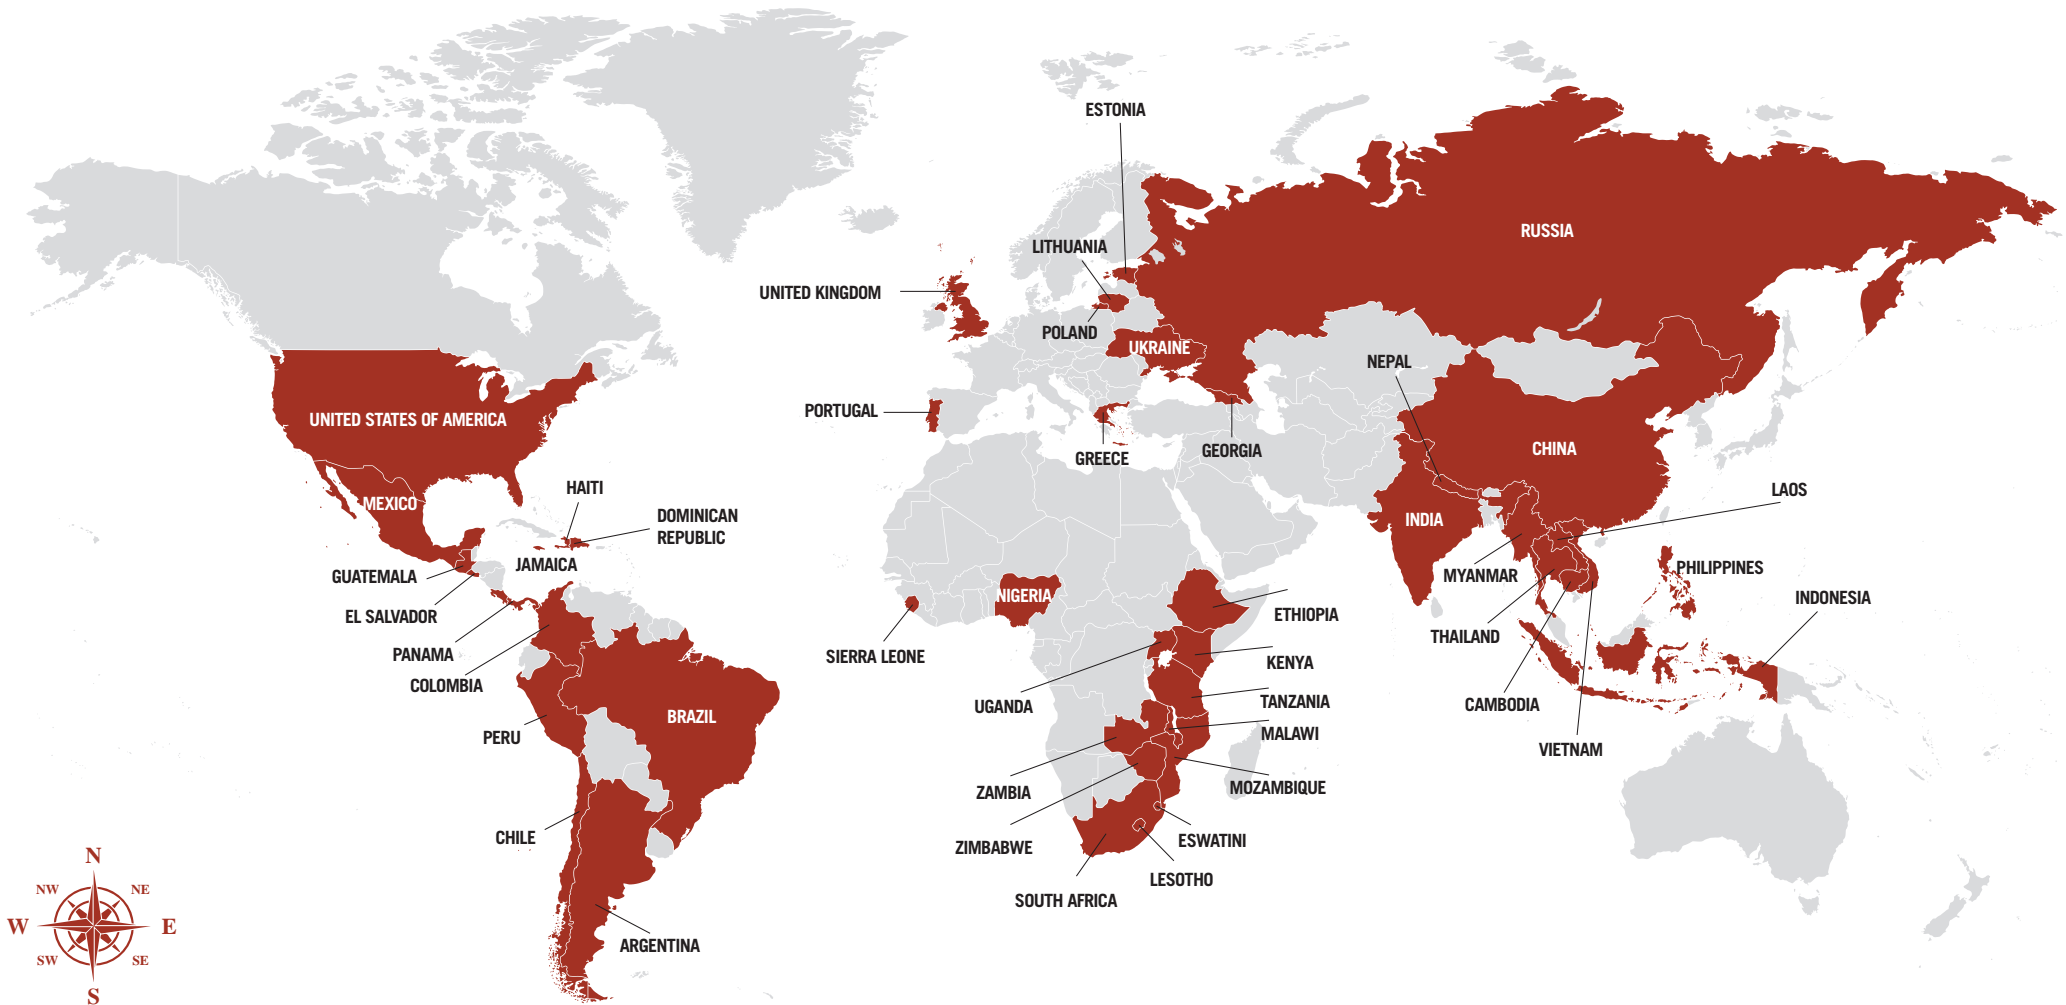 ESTONIA
RUSSIA
LITHUANIA
UNITED KINGDOM
POLAND
UKRAINE
NEPAL
PORTUGAL
UNITED STATES OF AMERICA
GREECE
GEORGIA
CHINA
HAITI
MEXICO
LAOS
DOMINICAN
REPUBLIC
INDIA
JAMAICA
GUATEMALA
MYANMAR
PHILIPPINES
NIGERIA
INDONESIA
EL SALVADOR
ETHIOPIA
THAILAND
PANAMA
SIERRA LEONE
KENYA
COLOMBIA
UGANDA
TANZANIA
CAMBODIA
BRAZIL
PERU
MALAWI
VIETNAM
ZAMBIA
MOZAMBIQUE
CHILE
ZIMBABWE
ESWATINI
LESOTHO
SOUTH AFRICA
ARGENTINA
N
NW
NE
W
E
SW
SE
S